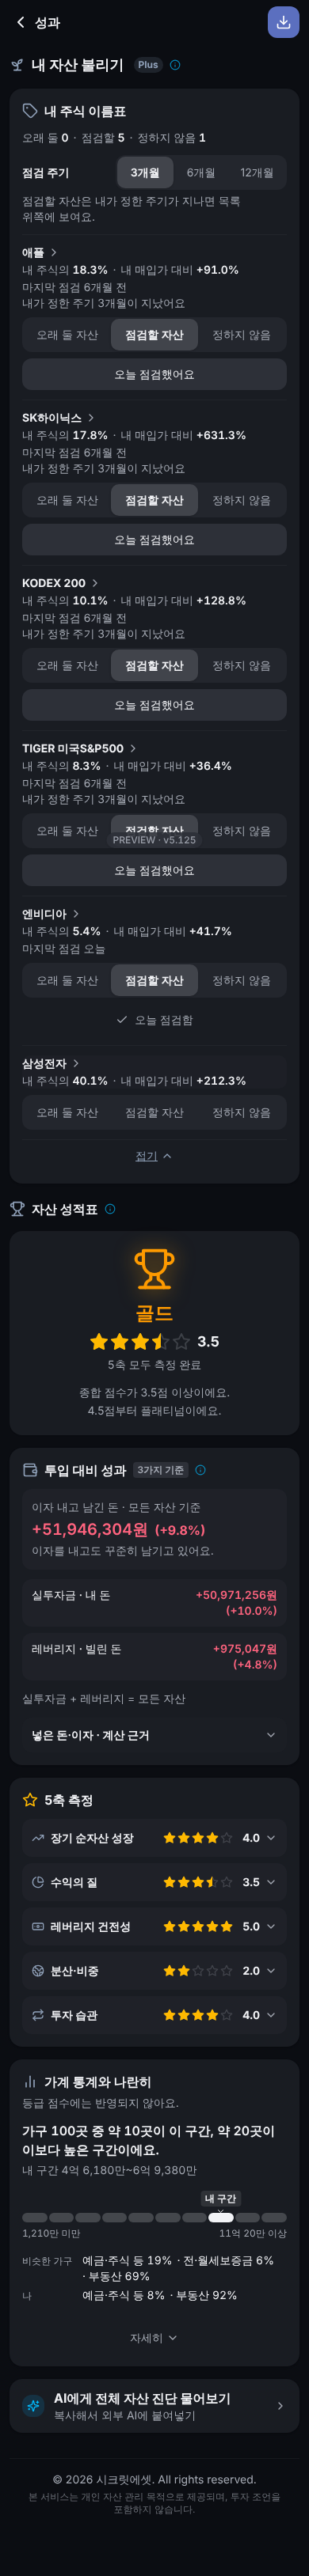 성과
내 자산 불리기 Plus
내 주식 이름표
오래 둘 0 · 점검할 5 · 정하지 않음 1
점검 주기 3개월 6개월 12개월
점검할 자산은 내가 정한 주기가 지나면 목록
위쪽에 보여요.
애플
내 주식의 18.3% · 내 매입가 대비 +91.0%
마지막 점검 6개월 전
내가 정한 주기 3개월이 지났어요
오래 둘 자산 점검할 자산 정하지 않음
오늘 점검했어요
SK하이닉스
내 주식의 17.8% · 내 매입가 대비 +631.3%
마지막 점검 6개월 전
내가 정한 주기 3개월이 지났어요
오래 둘 자산 점검할 자산 정하지 않음
오늘 점검했어요
KODEX 200
내 주식의 10.1% · 내 매입가 대비 +128.8%
마지막 점검 6개월 전
내가 정한 주기 3개월이 지났어요
오래 둘 자산 점검할 자산 정하지 않음
오늘 점검했어요
TIGER 미국S&P500
내 주식의 8.3% · 내 매입가 대비 +36.4%
마지막 점검 6개월 전
내가 정한 주기 3개월이 지났어요
오래 둘 자산 점검할 자산 정하지 않음
PREVIEW · v5.125
오늘 점검했어요
엔비디아
내 주식의 5.4% · 내 매입가 대비 +41.7%
마지막 점검 오늘
오래 둘 자산 점검할 자산 정하지 않음
오늘 점검함
삼성전자
내 주식의 40.1% · 내 매입가 대비 +212.3%
오래 둘 자산 점검할 자산 정하지 않음
접기
자산 성적표
골드
3.5
5축 모두 측정 완료
종합 점수가 3.5점 이상이에요.
4.5점부터 플래티넘이에요.
투입 대비 성과 3가지 기준
이자 내고 남긴 돈 · 모든 자산 기준
+51,946,304원 (+9.8%)
이자를 내고도 꾸준히 남기고 있어요.
실투자금 · 내 돈 +50,971,256원
(+10.0%)
레버리지 · 빌린 돈 +975,047원
(+4.8%)
실투자금 + 레버리지 = 모든 자산
넣은 돈·이자 · 계산 근거
5축 측정
장기 순자산 성장 4.0
수익의 질 3.5
레버리지 건전성 5.0
분산·비중 2.0
투자 습관 4.0
가계 통계와 나란히
등급 점수에는 반영되지 않아요.
가구 100곳 중 약 10곳이 이 구간, 약 20곳이
이보다 높은 구간이에요.
내 구간 4억 6,180만~6억 9,380만
내 구간
1,210만 미만 11억 20만 이상
비슷한 가구 예금·주식 등 19% · 전·월세보증금 6%
· 부동산 69%
나 예금·주식 등 8% · 부동산 92%
자세히
AI에게 전체 자산 진단 물어보기
복사해서 외부 AI에 붙여넣기
© 2026 시크릿에셋. All rights reserved.
본 서비스는 개인 자산 관리 목적으로 제공되며, 투자 조언을
포함하지 않습니다.